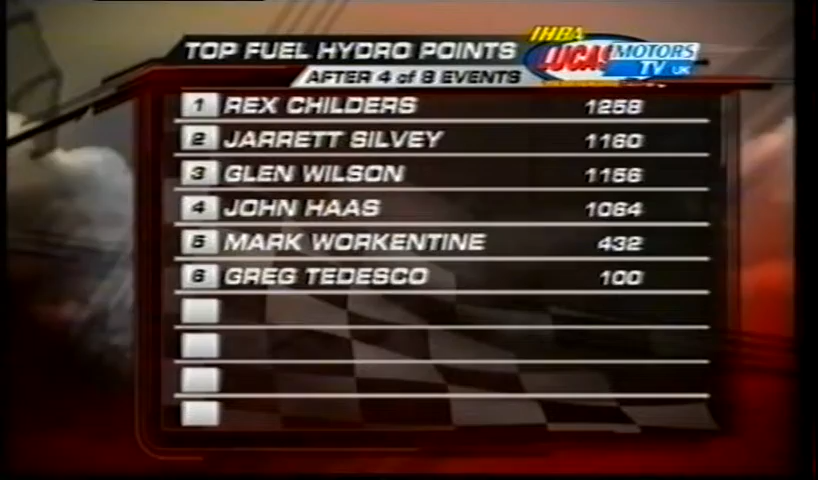 TOP FUEL HYDRO POINTS
IHBA
LUCAS
MOTORS
TV UK
AFTER 4 of 8 EVENTS
1 REX CHILDERS 1258
2 JARRETT SILVEY 1160
3 GLEN WILSON 1156
4 JOHN HAAS 1064
5 MARK WORKENTINE 432
6 GREG TEDESCO 100